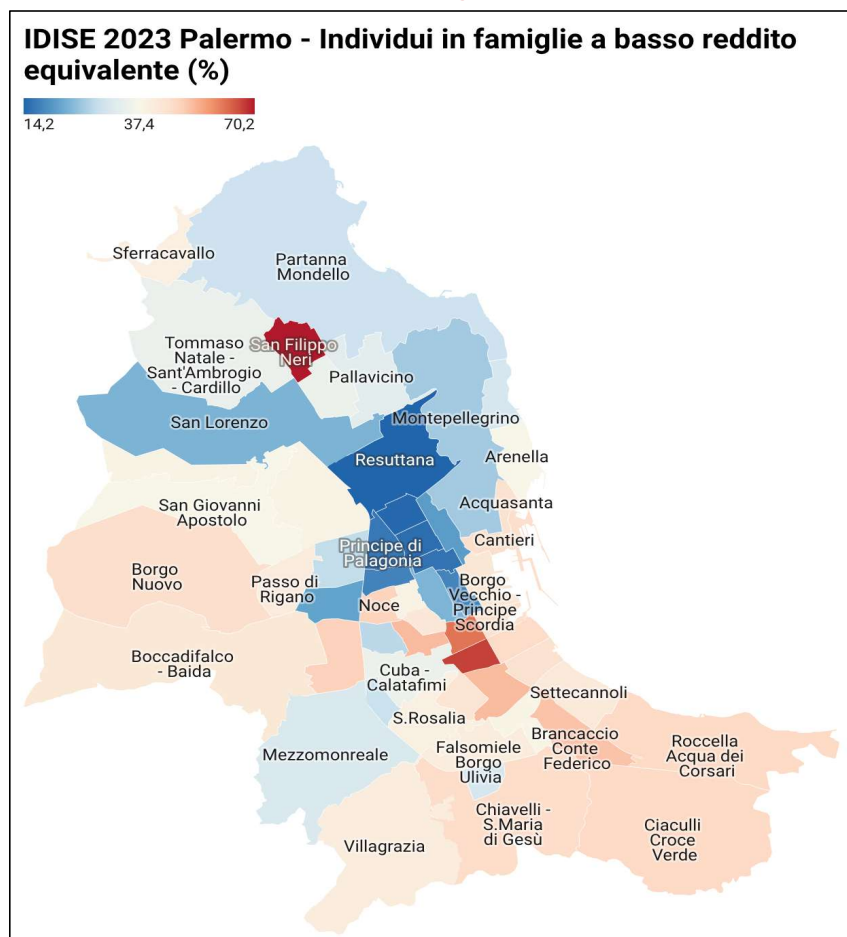 IDISE 2023 Palermo - Individui in famiglie a basso reddito
equivalente (%)
14,2
37,4
70,2
Sferracavallo
Partanna
Mondello
Tommaso
Natale -
Sant'Ambrogio
- Cardillo
San Filippo
Neri
Pallavicino
San Lorenzo
Montepellegrino
Resuttana
Arenella
San Giovanni
Apostolo
Acquasanta
Principe di
Palagonia
Cantieri
Borgo
Nuovo
Passo di
Rigano
Noce
Borgo
Vecchio -
Principe
Scordia
Boccadifalco
- Baida
Cuba -
Calatafimi
Settecannoli
S.Rosalia
Mezzomonreale
Falsomiele
Borgo
Ulivia
Brancaccio
Conte
Federico
Roccella
Acqua dei
Corsari
Chiavelli -
S.Maria
di Gesù
Ciaculli
Croce
Verde
Villagrazia